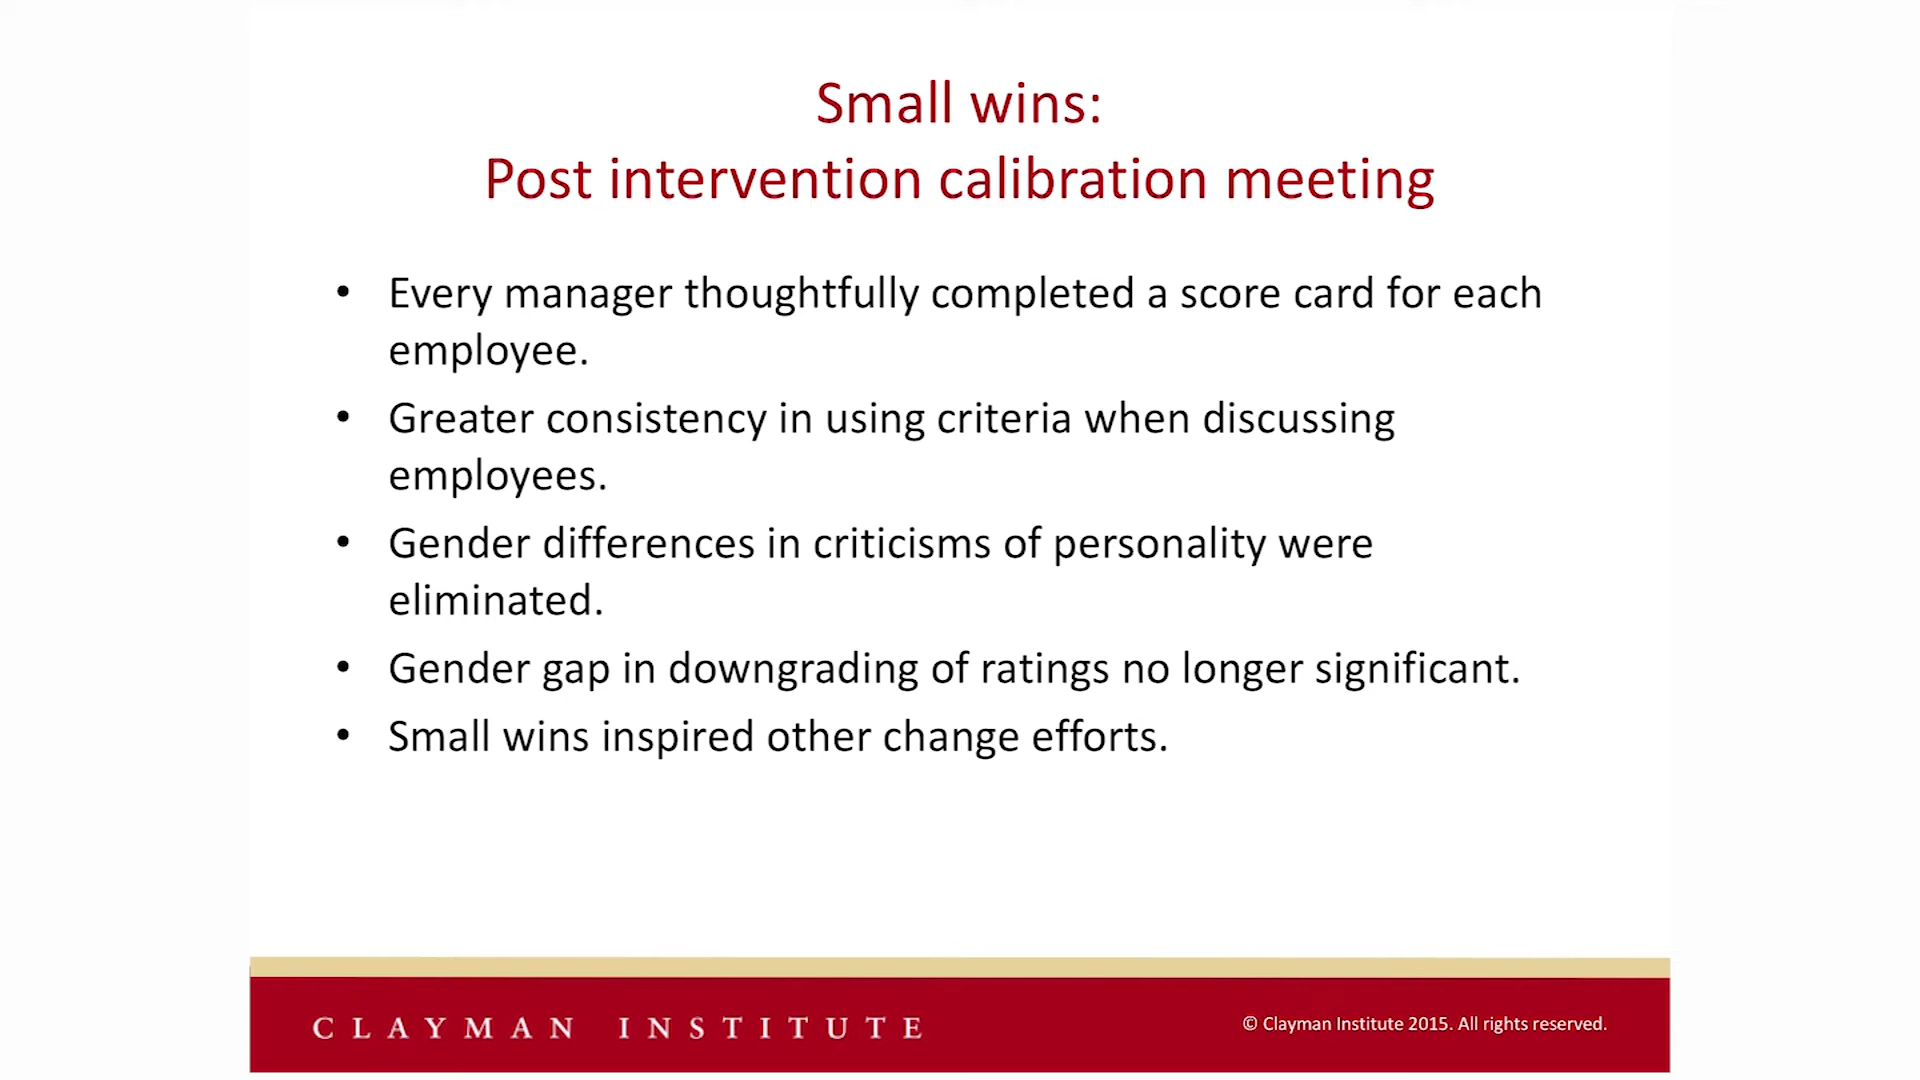 Small wins:
Post intervention calibration meeting
• Every manager thoughtfully completed a score card for each
employee.
• Greater consistency in using criteria when discussing
employees.
• Gender differences in criticisms of personality were
eliminated.
• Gender gap in downgrading of ratings no longer significant.
• Small wins inspired other change efforts.
CLAYMAN INSTITUTE
© Clayman Institute 2015. All rights reserved.